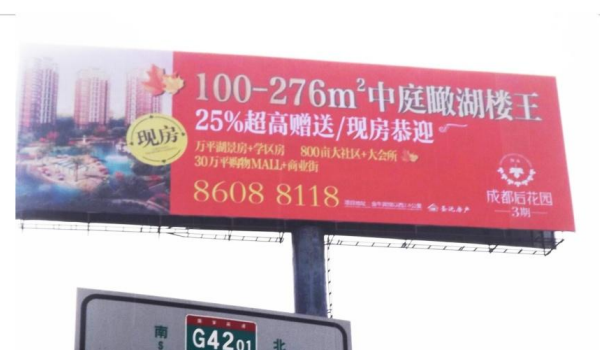 100-276m²中庭瞰湖楼王
25%超高赠送/现房恭迎
现房
万平湖景房+学区房 800亩大社区+大会所
30万平购物MALL+商业街
8608 8118
成都后花园
3期
南 G4201 北
S